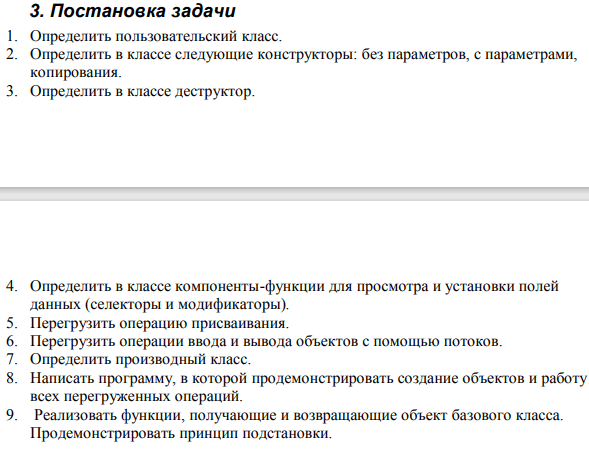 3. Постановка задачи
1. Определить пользовательский класс.
2. Определить в классе следующие конструкторы: без параметров, с параметрами,
копирования.
3. Определить в классе деструктор.
4. Определить в классе компоненты-функции для просмотра и установки полей
данных (селекторы и модификаторы).
5. Перегрузить операцию присваивания.
6. Перегрузить операции ввода и вывода объектов с помощью потоков.
7. Определить производный класс.
8. Написать программу, в которой продемонстрировать создание объектов и работу
всех перегруженных операций.
9. Реализовать функции, получающие и возвращающие объект базового класса.
Продемонстрировать принцип подстановки.